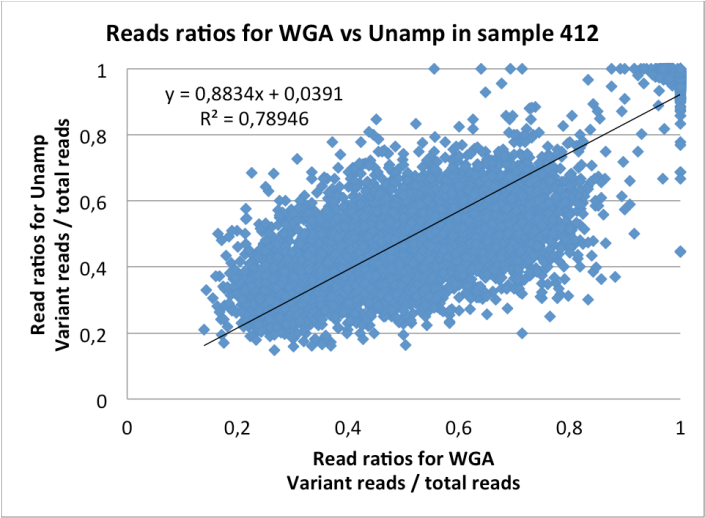 Reads ratios for WGA vs Unamp in sample 412
y = 0,8834x + 0,0391
R² = 0,78946
Read ratios for Unamp
Variant reads / total reads
1
0,8
0,6
0,4
0,2
0
0
0,2
0,4
0,6
0,8
1
Read ratios for WGA
Variant reads / total reads